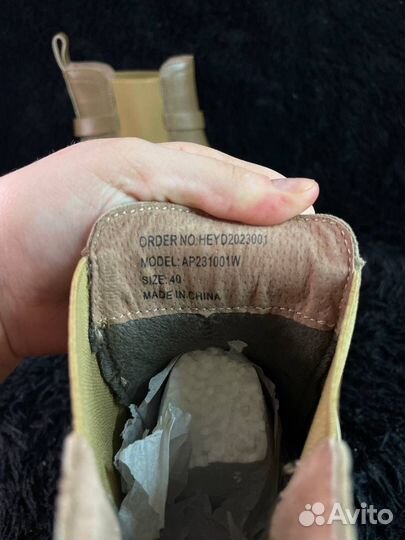 ORDER NO.HEYD2023001
MODEL: AP231001W
SIZE: 40
MADE IN CHINA
Avito